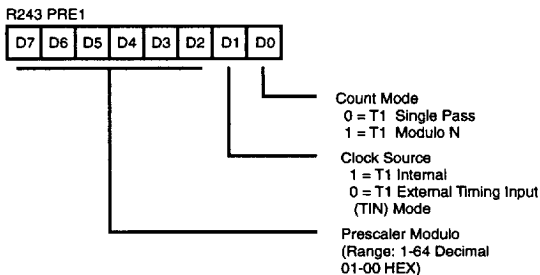 R243 PRE1
D7 D6 D5 D4 D3 D2 D1 D0
Count Mode
0 = T1 Single Pass
1 = T1 Modulo N
Clock Source
1 = T1 Internal
0 = T1 External Timing Input
(TIN) Mode
Prescaler Modulo
(Range: 1-64 Decimal
01-00 HEX)